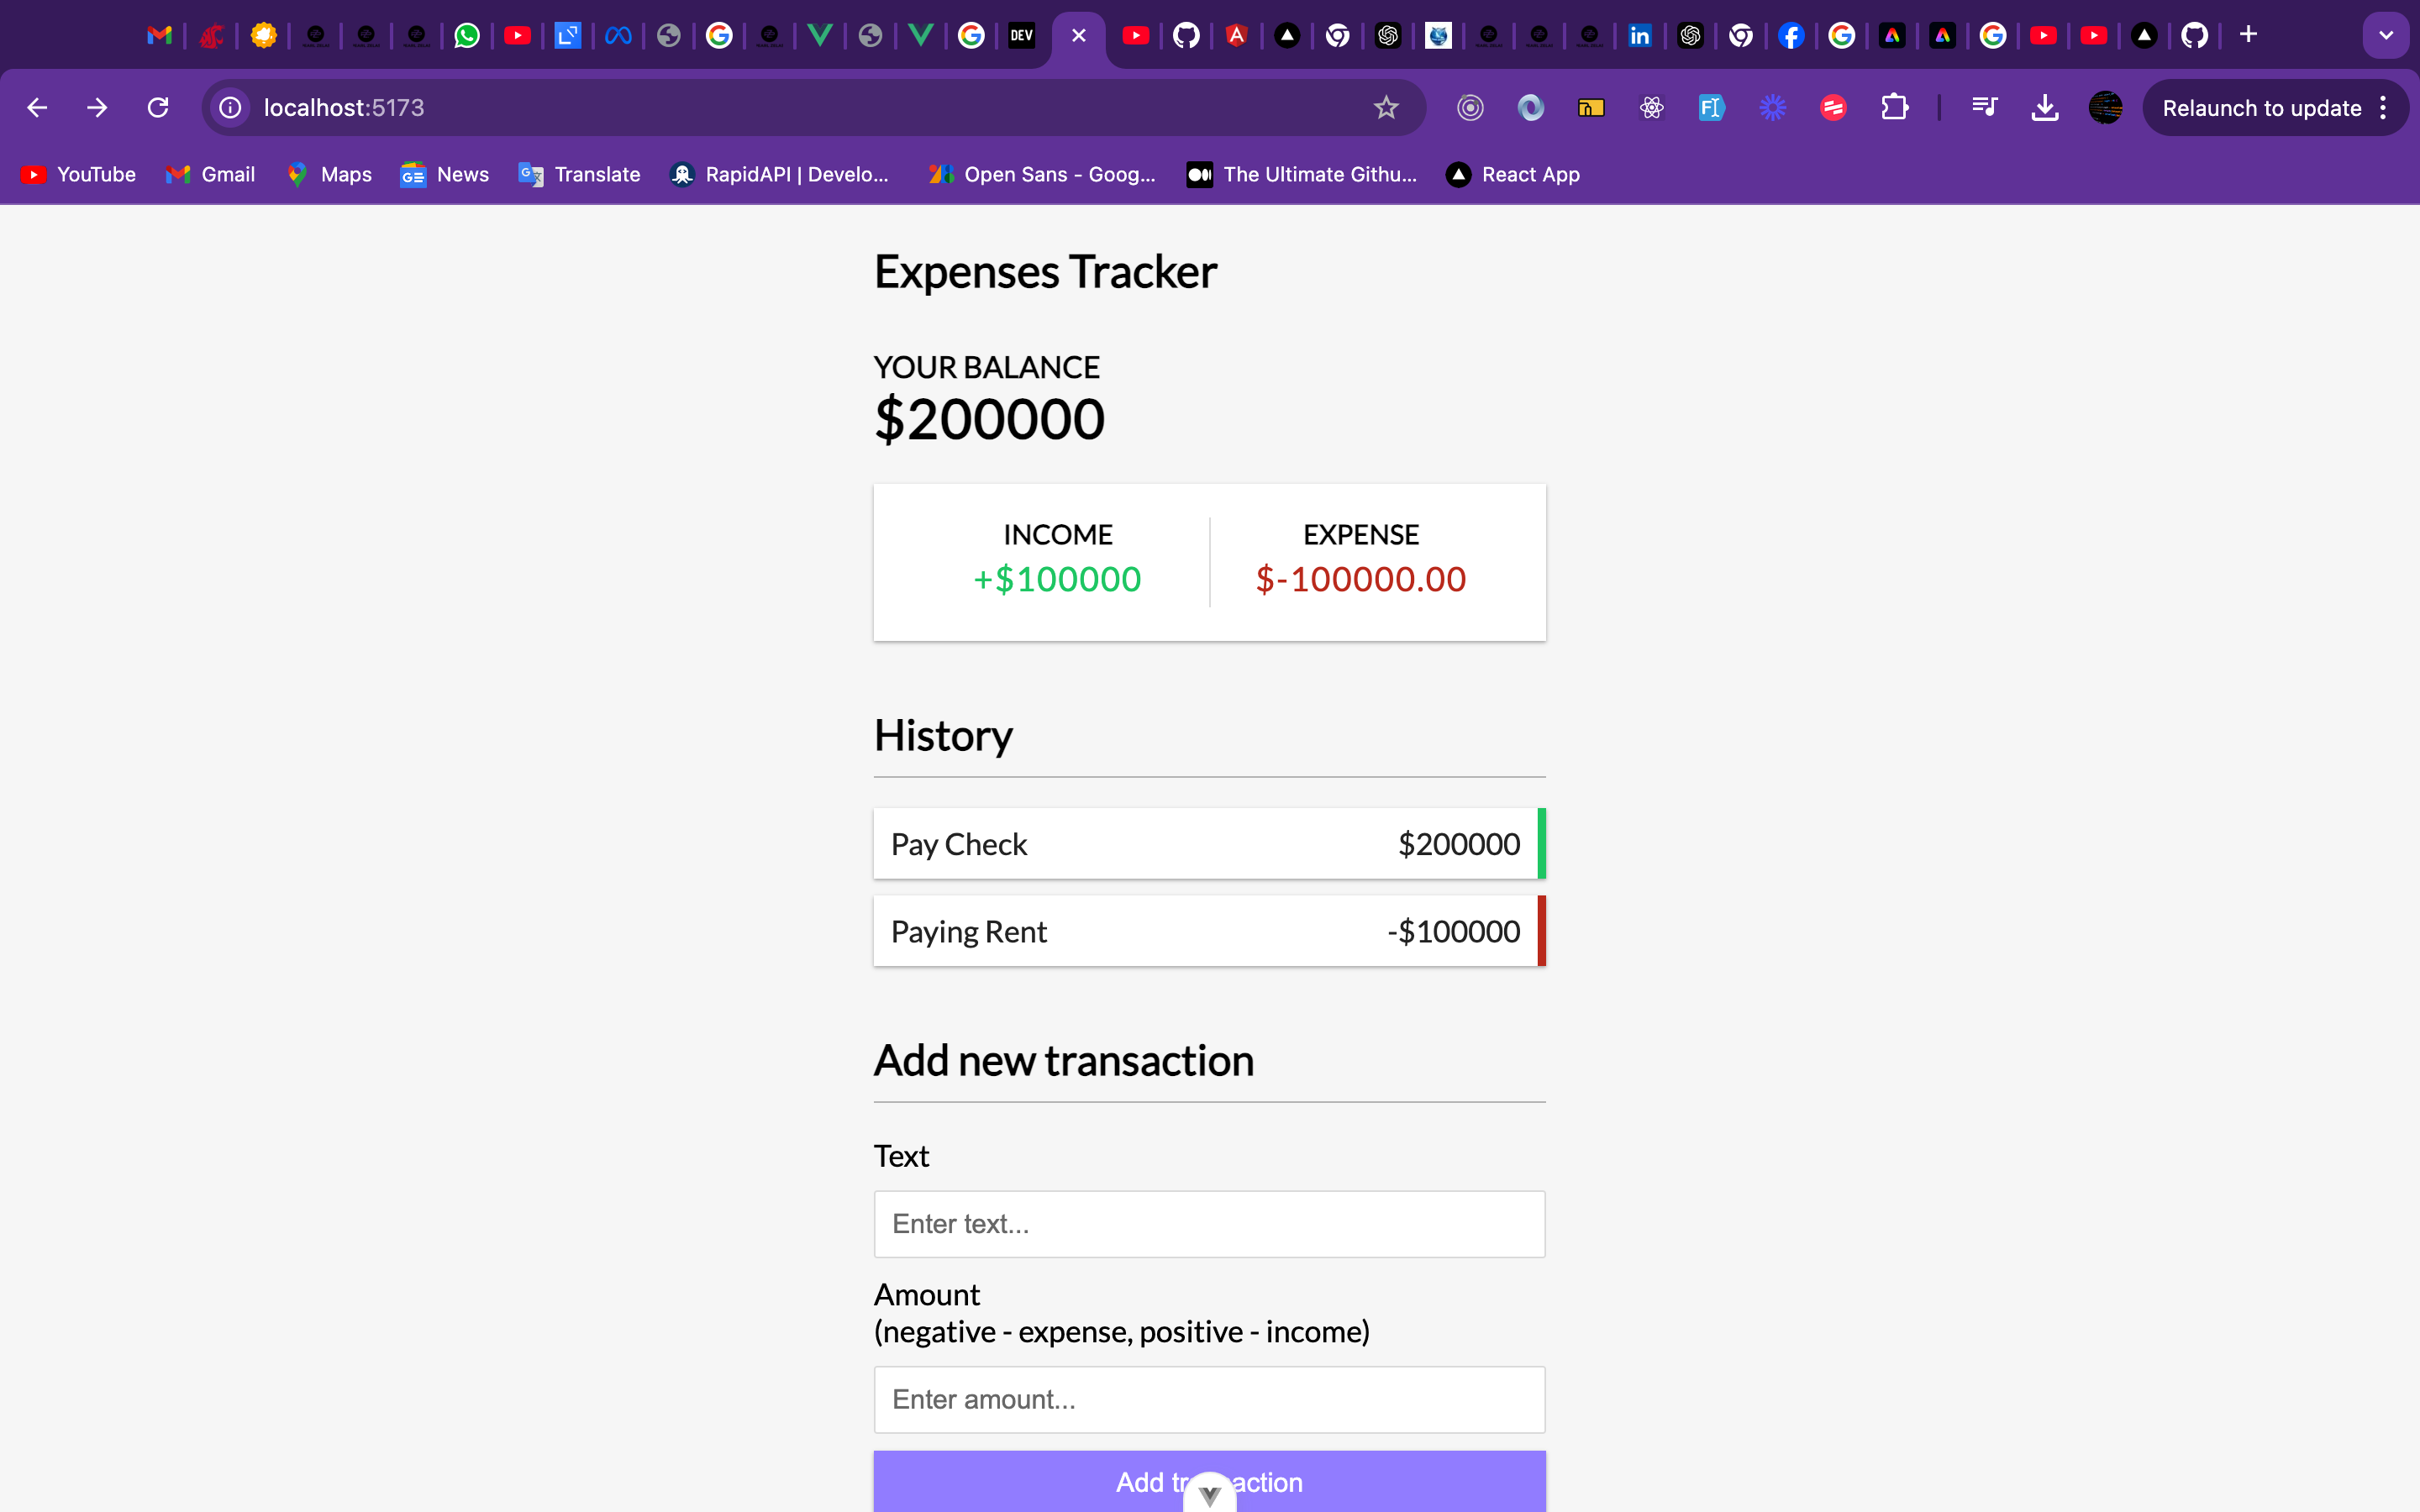 DEV
localhost:5173
Relaunch to update
YouTube
Gmail
Maps
News
Translate
RapidAPI | Develo...
Open Sans - Goog...
The Ultimate Githu...
React App
Expenses Tracker
YOUR BALANCE
$200000
INCOME
EXPENSE
+$100000
$-100000.00
History
Pay Check
$200000
Paying Rent
-$100000
Add new transaction
Text
Enter text...
Amount
(negative - expense, positive - income)
Enter amount...
Add tr
action